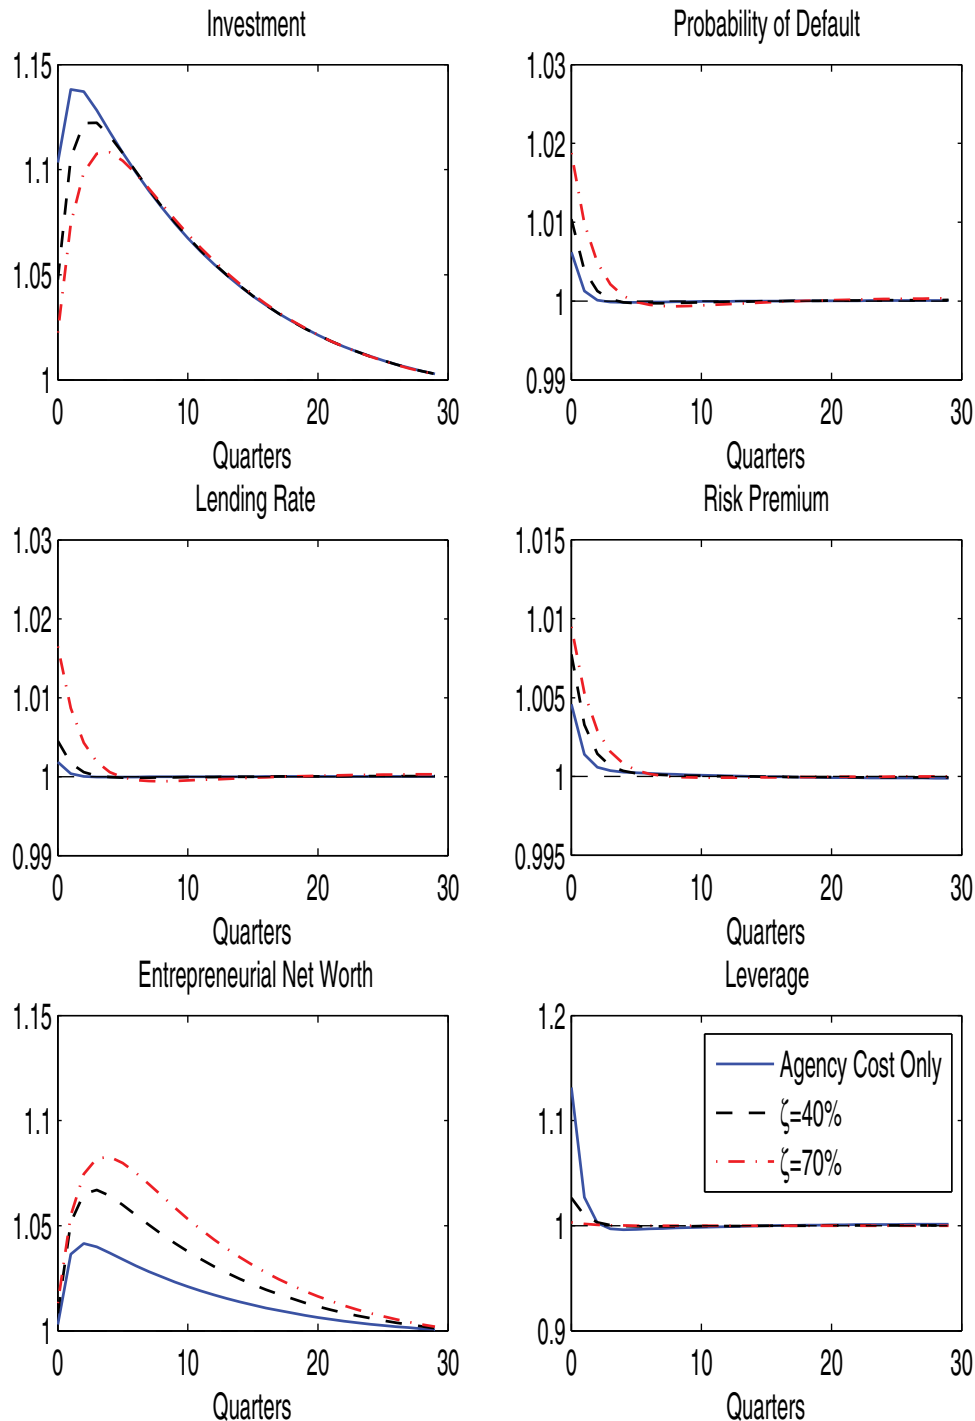 Investment
1.15
1.1
1.05
1
0 10 20 30
Quarters
Probability of Default
1.03
1.02
1.01
1
0.99
0 10 20 30
Quarters
Lending Rate
1.03
1.02
1.01
1
0.99
0 10 20 30
Quarters
Risk Premium
1.015
1.01
1.005
1
0.995
0 10 20 30
Quarters
Entrepreneurial Net Worth
1.15
1.1
1.05
1
0 10 20 30
Quarters
Leverage
1.2
1.1
1
0.9
Agency Cost Only
ζ=40%
ζ=70%
0 10 20 30
Quarters